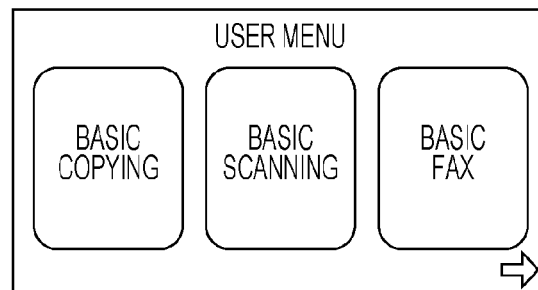 USER MENU
BASIC
COPYING
BASIC
SCANNING
BASIC
FAX